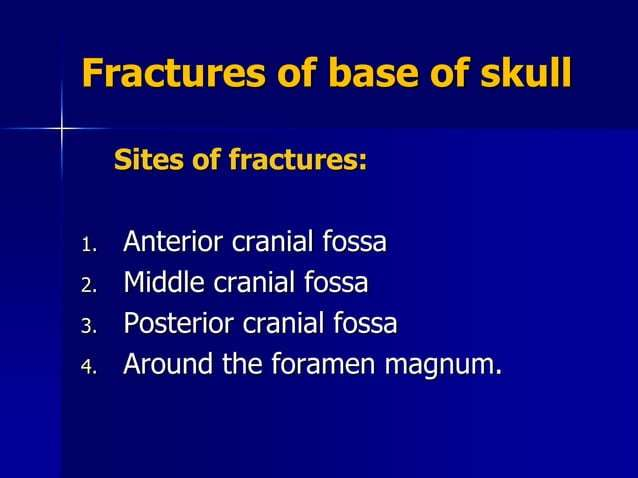 Fractures of base of skull
Sites of fractures:
1. Anterior cranial fossa
2. Middle cranial fossa
3. Posterior cranial fossa
4. Around the foramen magnum.